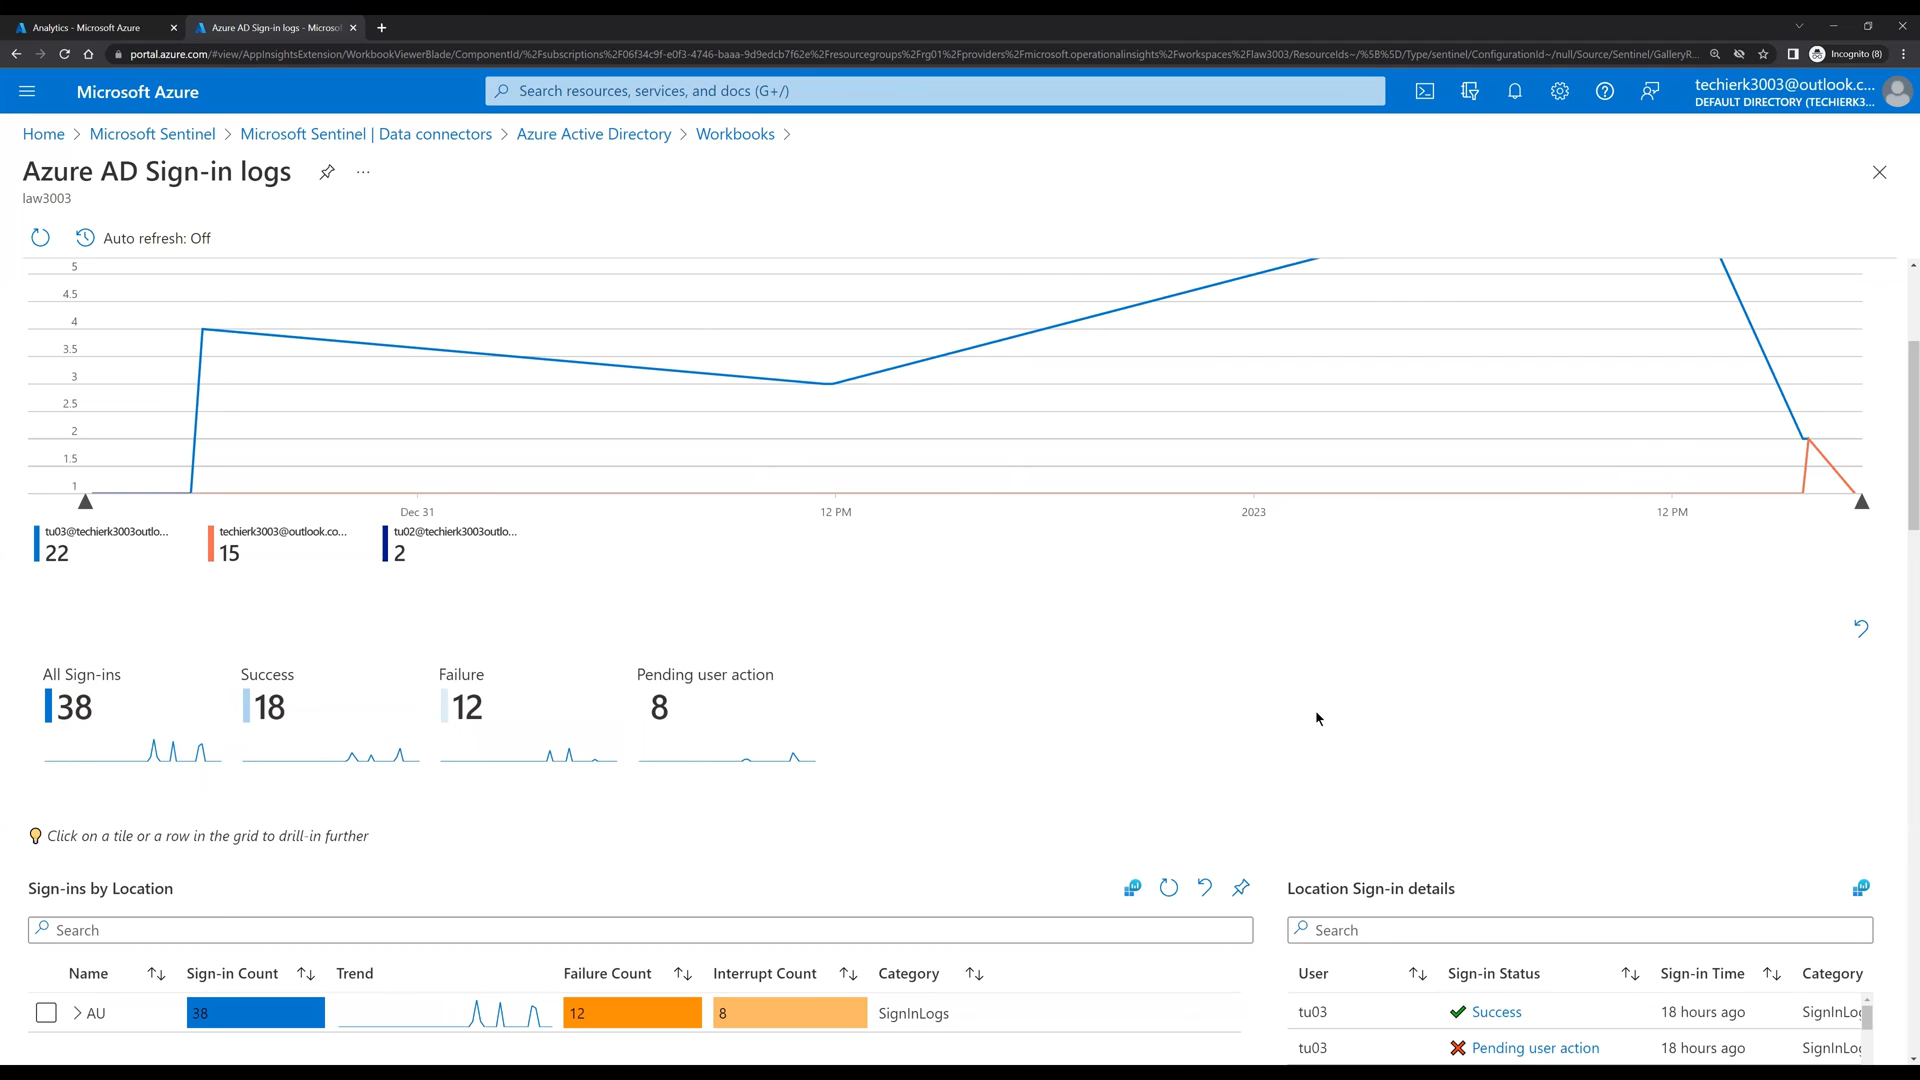 Analytics - Microsoft Azure
Azure AD Sign-in logs - Microso
portal.azure.com/#view/AppInsightsExtension/WorkbookViewerBlade/ComponentId/%2Fsubscriptions%2F06f34c9f-e0f3-4746-baaa-9d9edcb7f62e%2Fresourcegroups%2Frg01%2Fproviders%2Fmicrosoft.operationalinsights%2Fworkspaces%2Flaw3003/ResourceIds~/%5B%5D/Type/sentinel/ConfigurationId~/null/Source/Sentinel/GalleryR...
Incognito (8)
Microsoft Azure
Search resources, services, and docs (G+/)
techierk3003@outlook.c...
DEFAULT DIRECTORY (TECHIERK3...
Home > Microsoft Sentinel > Microsoft Sentinel | Data connectors > Azure Active Directory > Workbooks >
Azure AD Sign-in logs ...
law3003
Auto refresh: Off
5
4.5
4
3.5
3
2.5
2
1.5
1
Dec 31 12 PM 2023 12 PM
tu03@techierk3003outlo... techierk3003@outlook.co... tu02@techierk3003outlo...
22 15 2
All Sign-ins Success Failure Pending user action
38 18 12 8
Click on a tile or a row in the grid to drill-in further
Sign-ins by Location
Search
Name Sign-in Count Trend Failure Count Interrupt Count Category
> AU 38 12 8 SignInLogs
Location Sign-in details
Search
User Sign-in Status Sign-in Time Category
tu03 Success 18 hours ago SignInLo
tu03 Pending user action 18 hours ago SignInLo